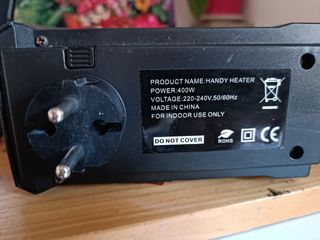 PRODUCT NAME: HANDY HEATER
POWER:400W
VOLTAGE:220-240V,50/60Hz
MADE IN CHINA
FOR INDOOR USE ONLY
DO NOT COVER
ROHS
CE